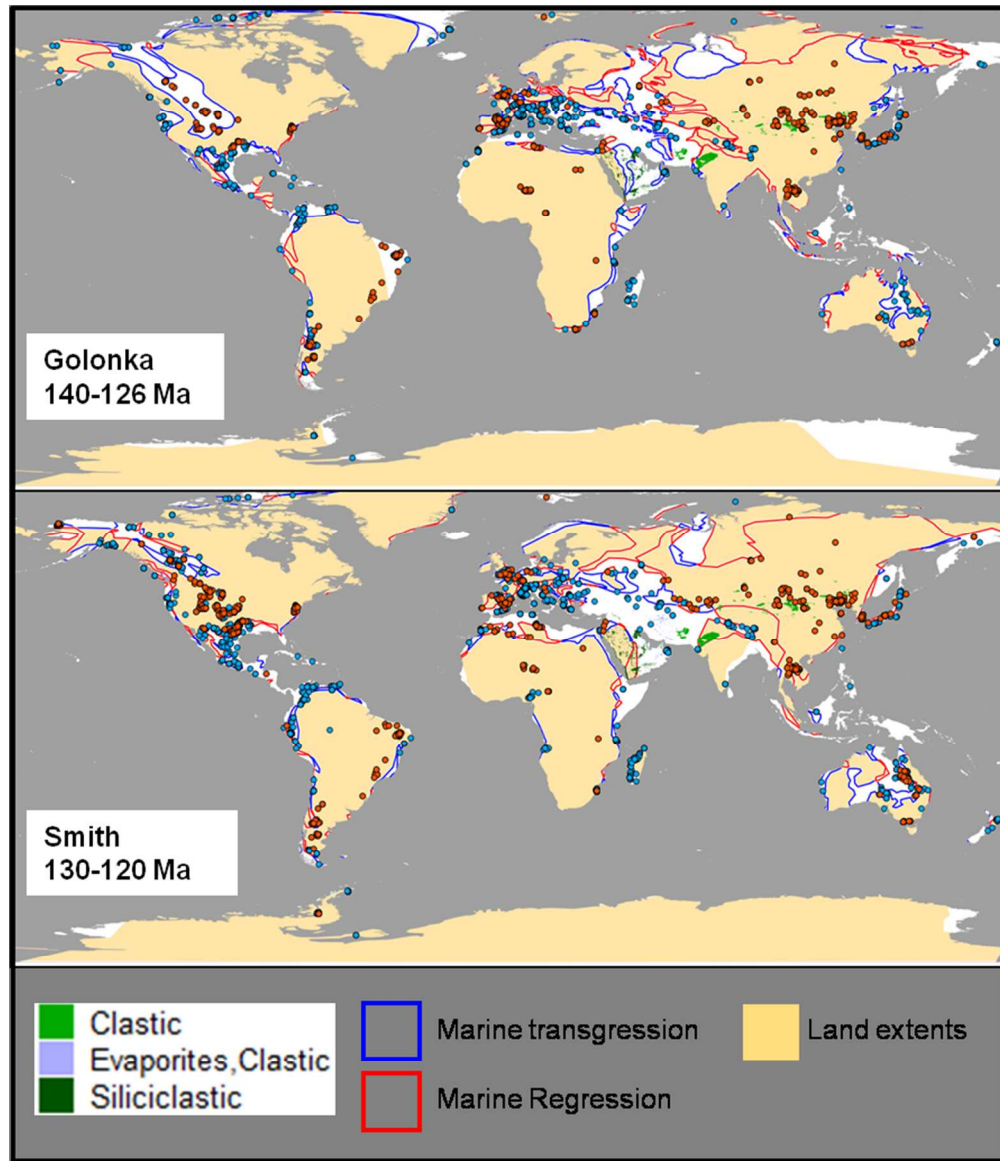 Golonka
140-126 Ma
Smith
130-120 Ma
Clastic
Evaporites,Clastic
Siliciclastic
Marine transgression
Marine Regression
Land extents